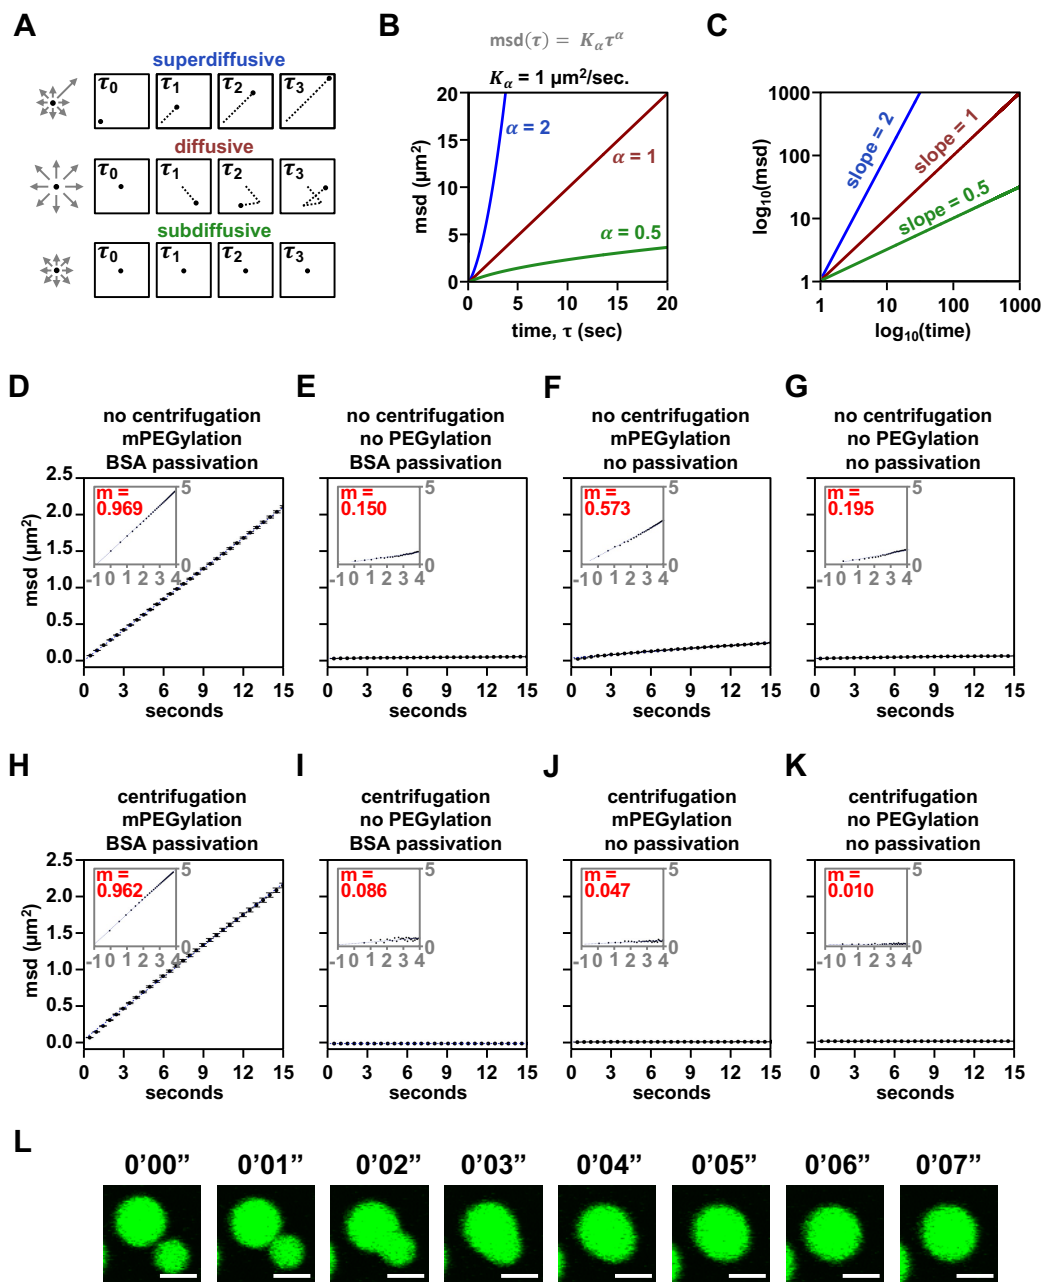 A
superdiffusive
τ0 τ1 τ2 τ3
diffusive
τ0 τ1 τ2 τ3
subdiffusive
τ0 τ1 τ2 τ3
B
msd(τ) = Kατ^α
Kα = 1 µm²/sec.
msd (µm²)
20
15
10
5
0
α = 2
α = 1
α = 0.5
0 5 10 15 20
time, τ (sec)
C
log10(msd)
1000
100
10
1
slope = 2
slope = 1
slope = 0.5
1 10 100 1000
log10(time)
D
no centrifugation
mPEGylation
BSA passivation
msd (µm²)
2.5
2.0
1.5
1.0
0.5
0.0
m =
0.969
5
0
-1 0 1 2 3 4
0 3 6 9 12 15
seconds
E
no centrifugation
no PEGylation
BSA passivation
m =
0.150
5
0
-1 0 1 2 3 4
0 3 6 9 12 15
seconds
F
no centrifugation
mPEGylation
no passivation
m =
0.573
5
0
-1 0 1 2 3 4
0 3 6 9 12 15
seconds
G
no centrifugation
no PEGylation
no passivation
m =
0.195
5
0
-1 0 1 2 3 4
0 3 6 9 12 15
seconds
H
centrifugation
mPEGylation
BSA passivation
msd (µm²)
2.5
2.0
1.5
1.0
0.5
0.0
m =
0.962
5
0
-1 0 1 2 3 4
0 3 6 9 12 15
seconds
I
centrifugation
no PEGylation
BSA passivation
m =
0.086
5
0
-1 0 1 2 3 4
0 3 6 9 12 15
seconds
J
centrifugation
mPEGylation
no passivation
m =
0.047
5
0
-1 0 1 2 3 4
0 3 6 9 12 15
seconds
K
centrifugation
no PEGylation
no passivation
m =
0.010
5
0
-1 0 1 2 3 4
0 3 6 9 12 15
seconds
L
0’00” 0’01” 0’02” 0’03” 0’04” 0’05” 0’06” 0’07”